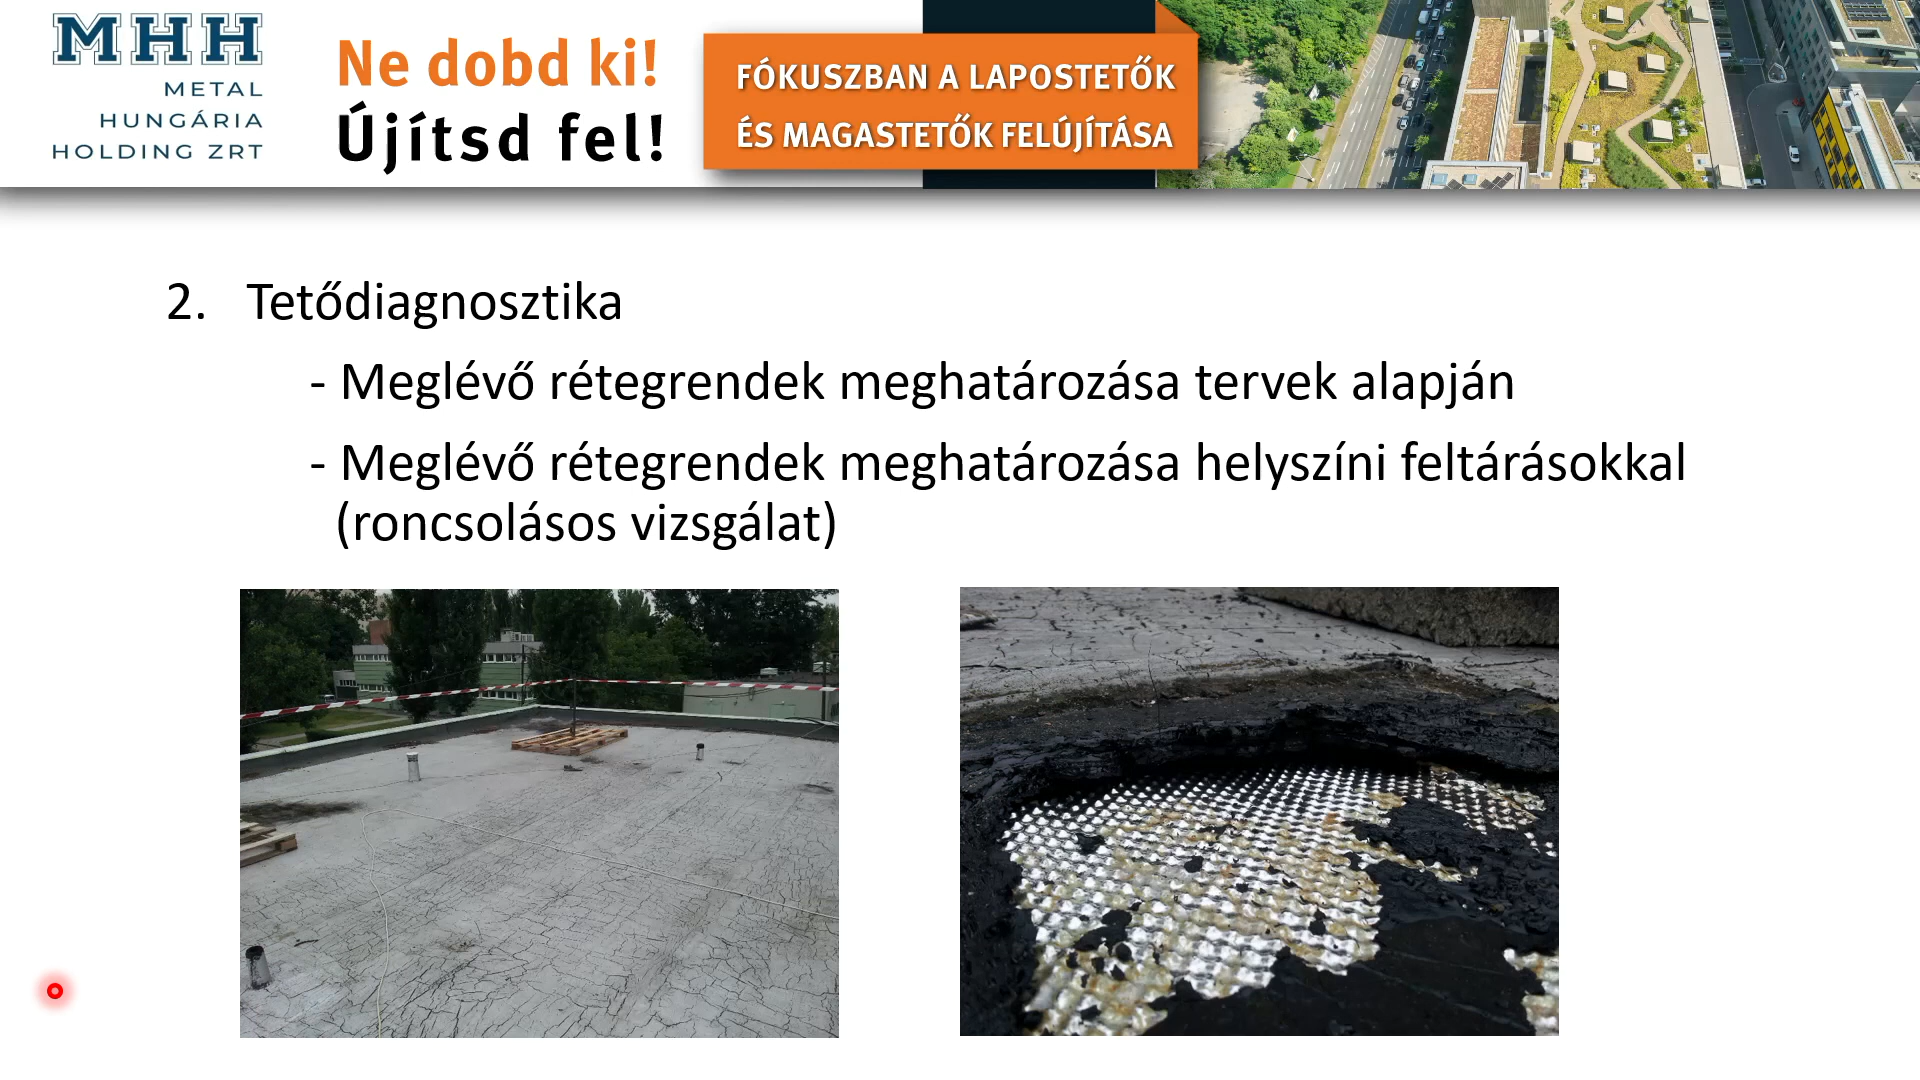 MHH
METAL
HUNGÁRIA
HOLDING ZRT
Ne dobd ki!
Újítsd fel!
FÓKUSZBAN A LAPOSTETŐK
ÉS MAGASTETŐK FELÚJÍTÁSA
2. Tetődiagnosztika
- Meglévő rétegrendek meghatározása tervek alapján
- Meglévő rétegrendek meghatározása helyszíni feltárásokkal
(roncsolásos vizsgálat)